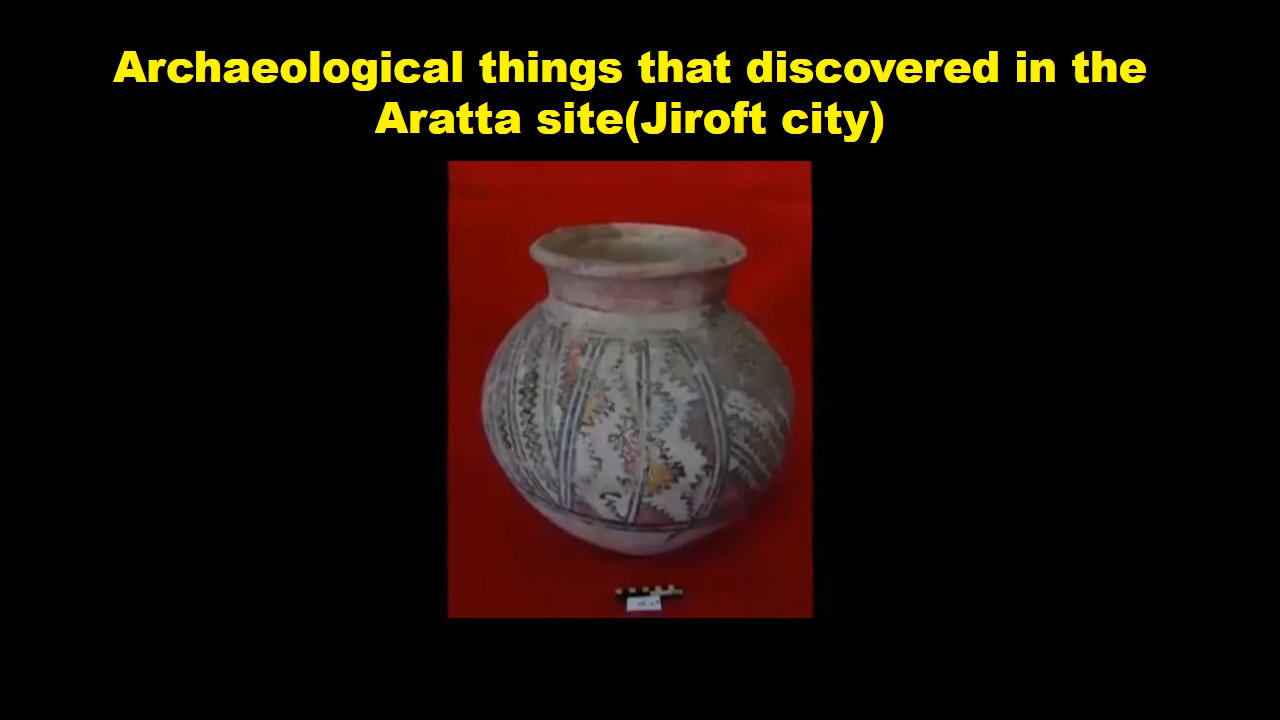 Archaeological things that discovered in the
Aratta site(Jiroft city)